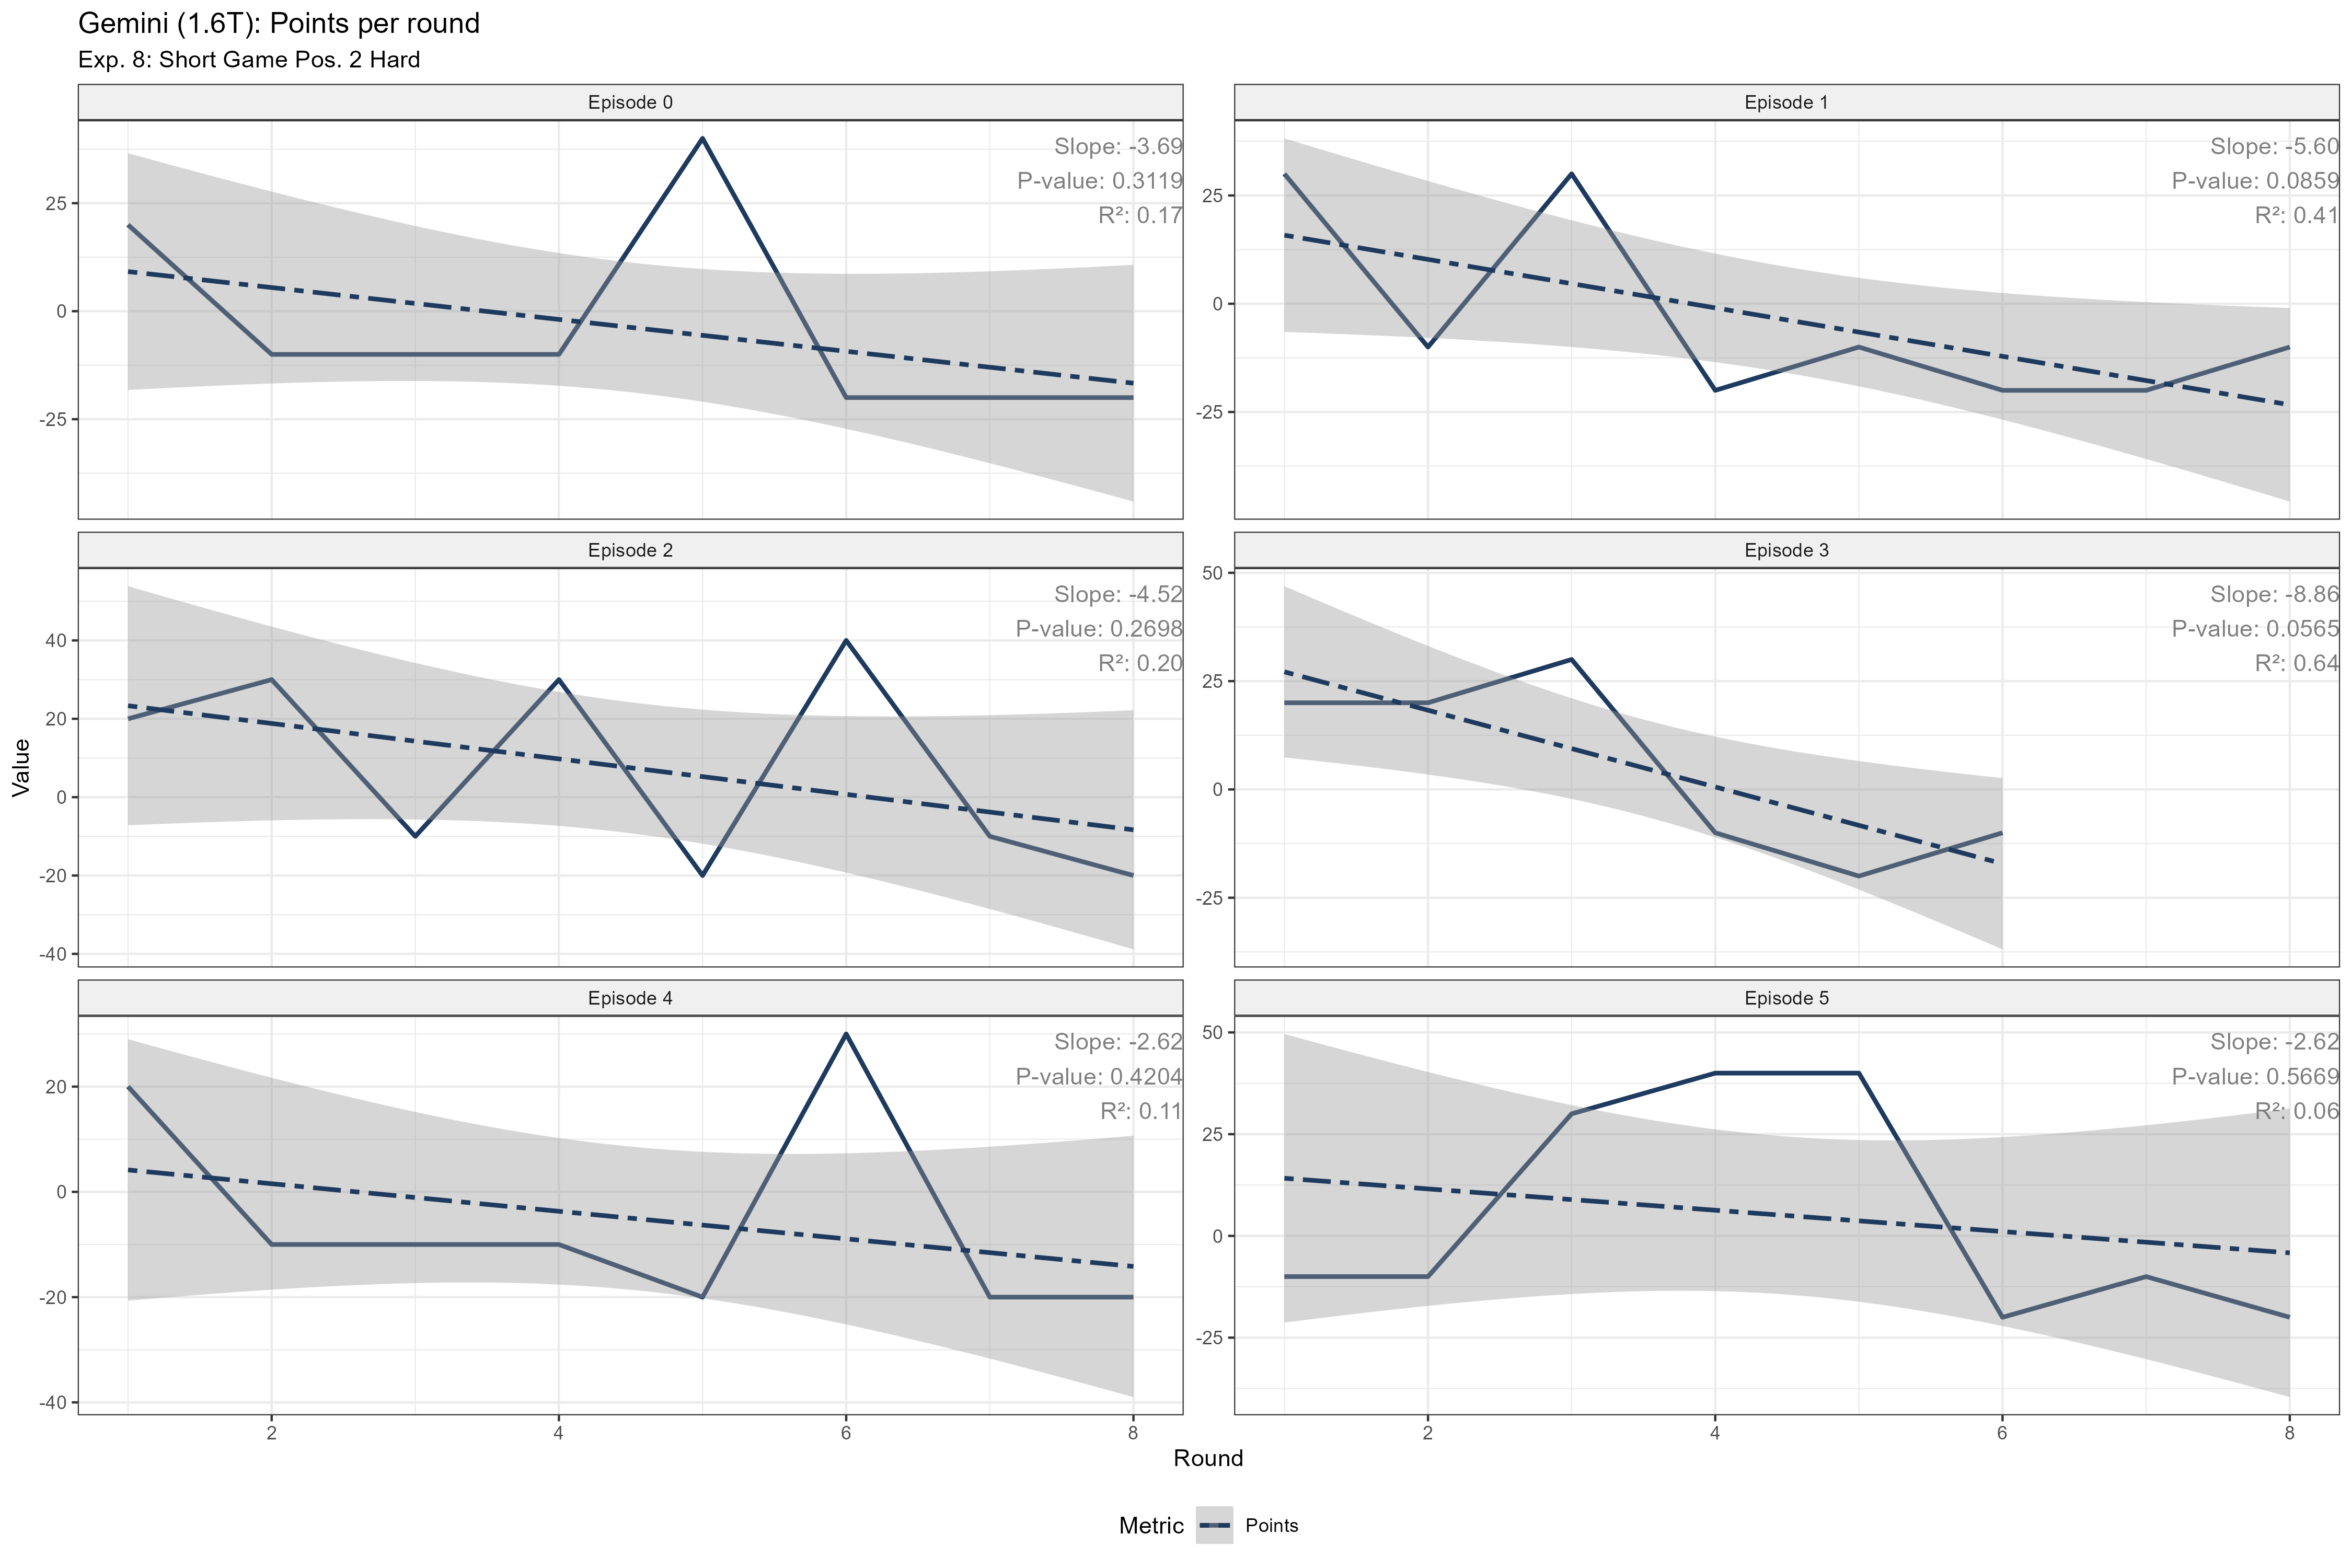 Gemini (1.6T): Points per round
Exp. 8: Short Game Pos. 2 Hard
Episode 0
Slope: -3.69
P-value: 0.3119
R²: 0.17
25
0
-25
Episode 1
Slope: -5.60
P-value: 0.0859
R²: 0.41
25
0
-25
Episode 2
Slope: -4.52
P-value: 0.2698
R²: 0.20
40
20
0
-20
-40
Episode 3
Slope: -8.86
P-value: 0.0565
R²: 0.64
50
25
0
-25
Episode 4
Slope: -2.62
P-value: 0.4204
R²: 0.11
20
0
-20
-40
2 4 6 8
Episode 5
Slope: -2.62
P-value: 0.5669
R²: 0.06
50
25
0
-25
2 4 6 8
Value
Round
Metric Points